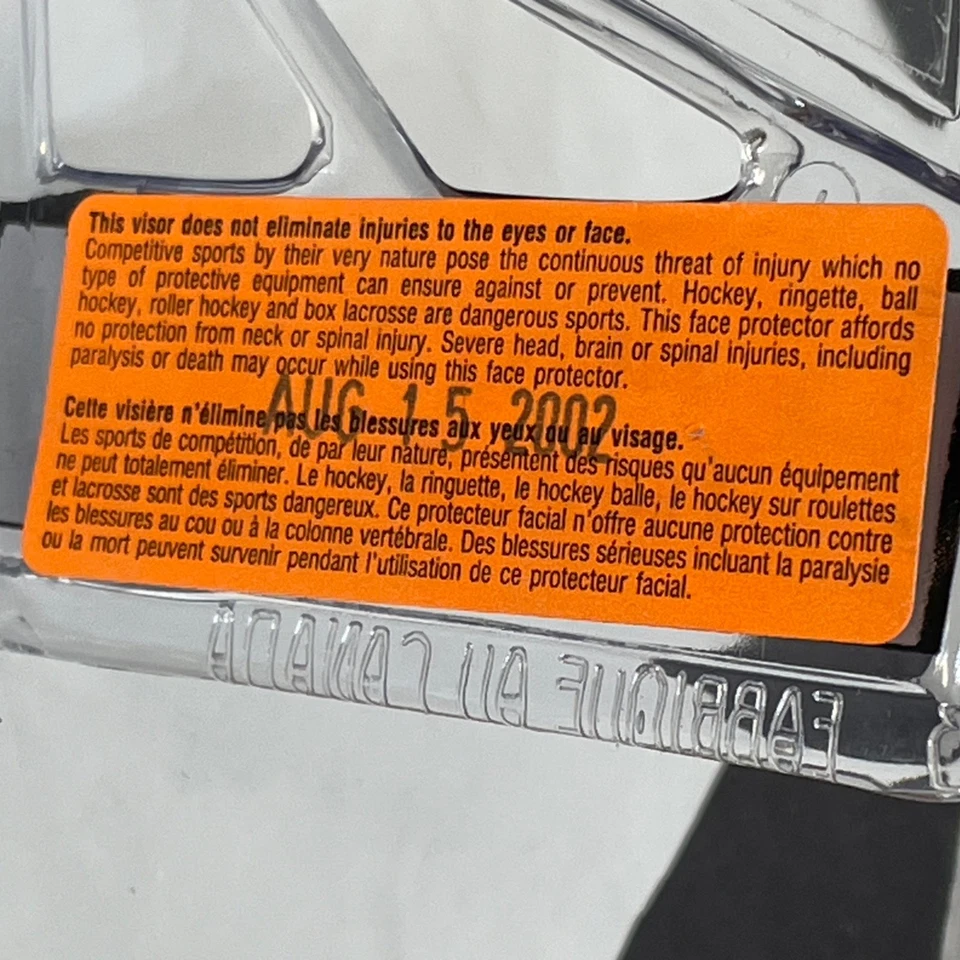 This visor does not eliminate injuries to the eyes or face.
Competitive sports by their very nature pose the continuous threat of injury which no
type of protective equipment can ensure against or prevent. Hockey, ringette, ball
hockey, roller hockey and box lacrosse are dangerous sports. This face protector affords
no protection from neck or spinal injury. Severe head, brain or spinal injuries, including
paralysis or death may occur while using this face protector.
AUG 15 2002
Cette visière n'élimine pas les blessures aux yeux ou au visage.
Les sports de compétition, de par leur nature, présentent des risques qu'aucun équipement
ne peut totalement éliminer. Le hockey, la ringuette, le hockey balle, le hockey sur roulettes
et lacrosse sont des sports dangereux. Ce protecteur facial n'offre aucune protection contre
les blessures au cou ou à la colonne vertébrale. Des blessures sérieuses incluant la paralysie
ou la mort peuvent survenir pendant l'utilisation de ce protecteur facial.
FABRIQUE AU CANADA